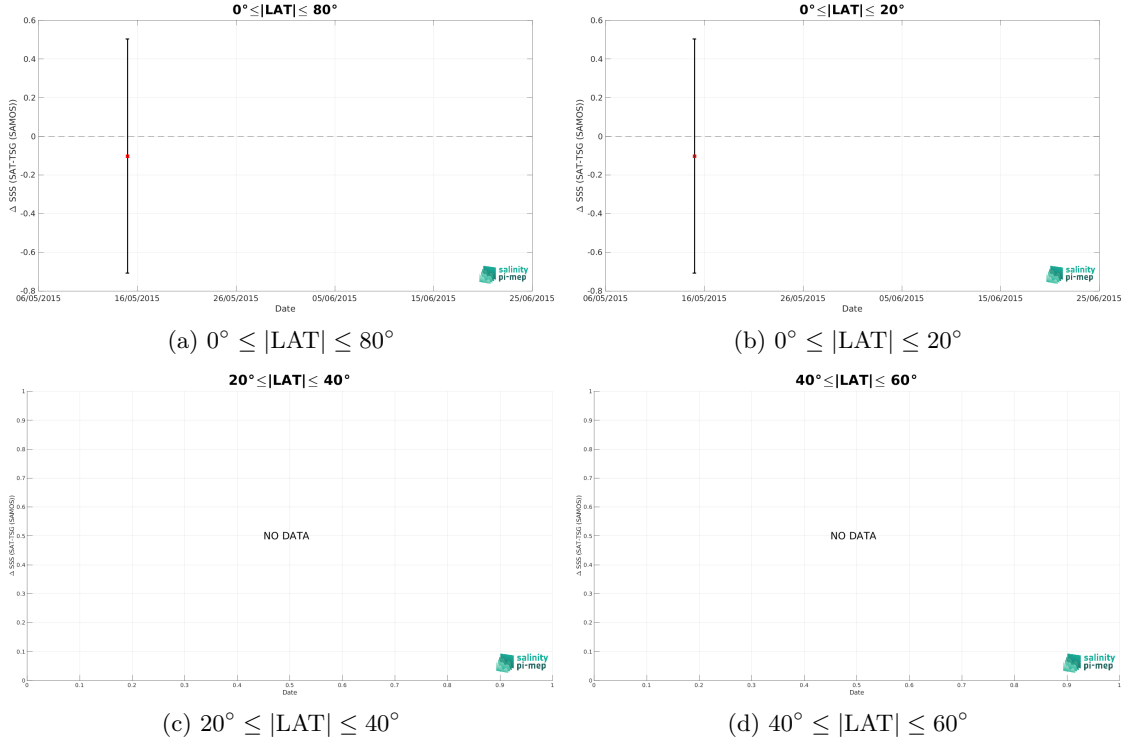 0°≤|LAT|≤ 80°
0.6
0.4
0.2
0
-0.2
-0.4
-0.6
-0.8
Δ SSS (SAT-TSG (SAMOS))
06/05/2015 16/05/2015 26/05/2015 05/06/2015 15/06/2015 25/06/2015
Date
salinity
pi-mep
(a) 0° ≤ |LAT| ≤ 80°
0°≤|LAT|≤ 20°
0.6
0.4
0.2
0
-0.2
-0.4
-0.6
-0.8
Δ SSS (SAT-TSG (SAMOS))
06/05/2015 16/05/2015 26/05/2015 05/06/2015 15/06/2015 25/06/2015
Date
salinity
pi-mep
(b) 0° ≤ |LAT| ≤ 20°
20°≤|LAT|≤ 40°
1
0.9
0.8
0.7
0.6
0.5
0.4
0.3
0.2
0.1
0
Δ SSS (SAT-TSG (SAMOS))
NO DATA
0 0.1 0.2 0.3 0.4 0.5 0.6 0.7 0.8 0.9 1
Date
salinity
pi-mep
(c) 20° ≤ |LAT| ≤ 40°
40°≤|LAT|≤ 60°
1
0.9
0.8
0.7
0.6
0.5
0.4
0.3
0.2
0.1
0
Δ SSS (SAT-TSG (SAMOS))
NO DATA
0 0.1 0.2 0.3 0.4 0.5 0.6 0.7 0.8 0.9 1
Date
salinity
pi-mep
(d) 40° ≤ |LAT| ≤ 60°